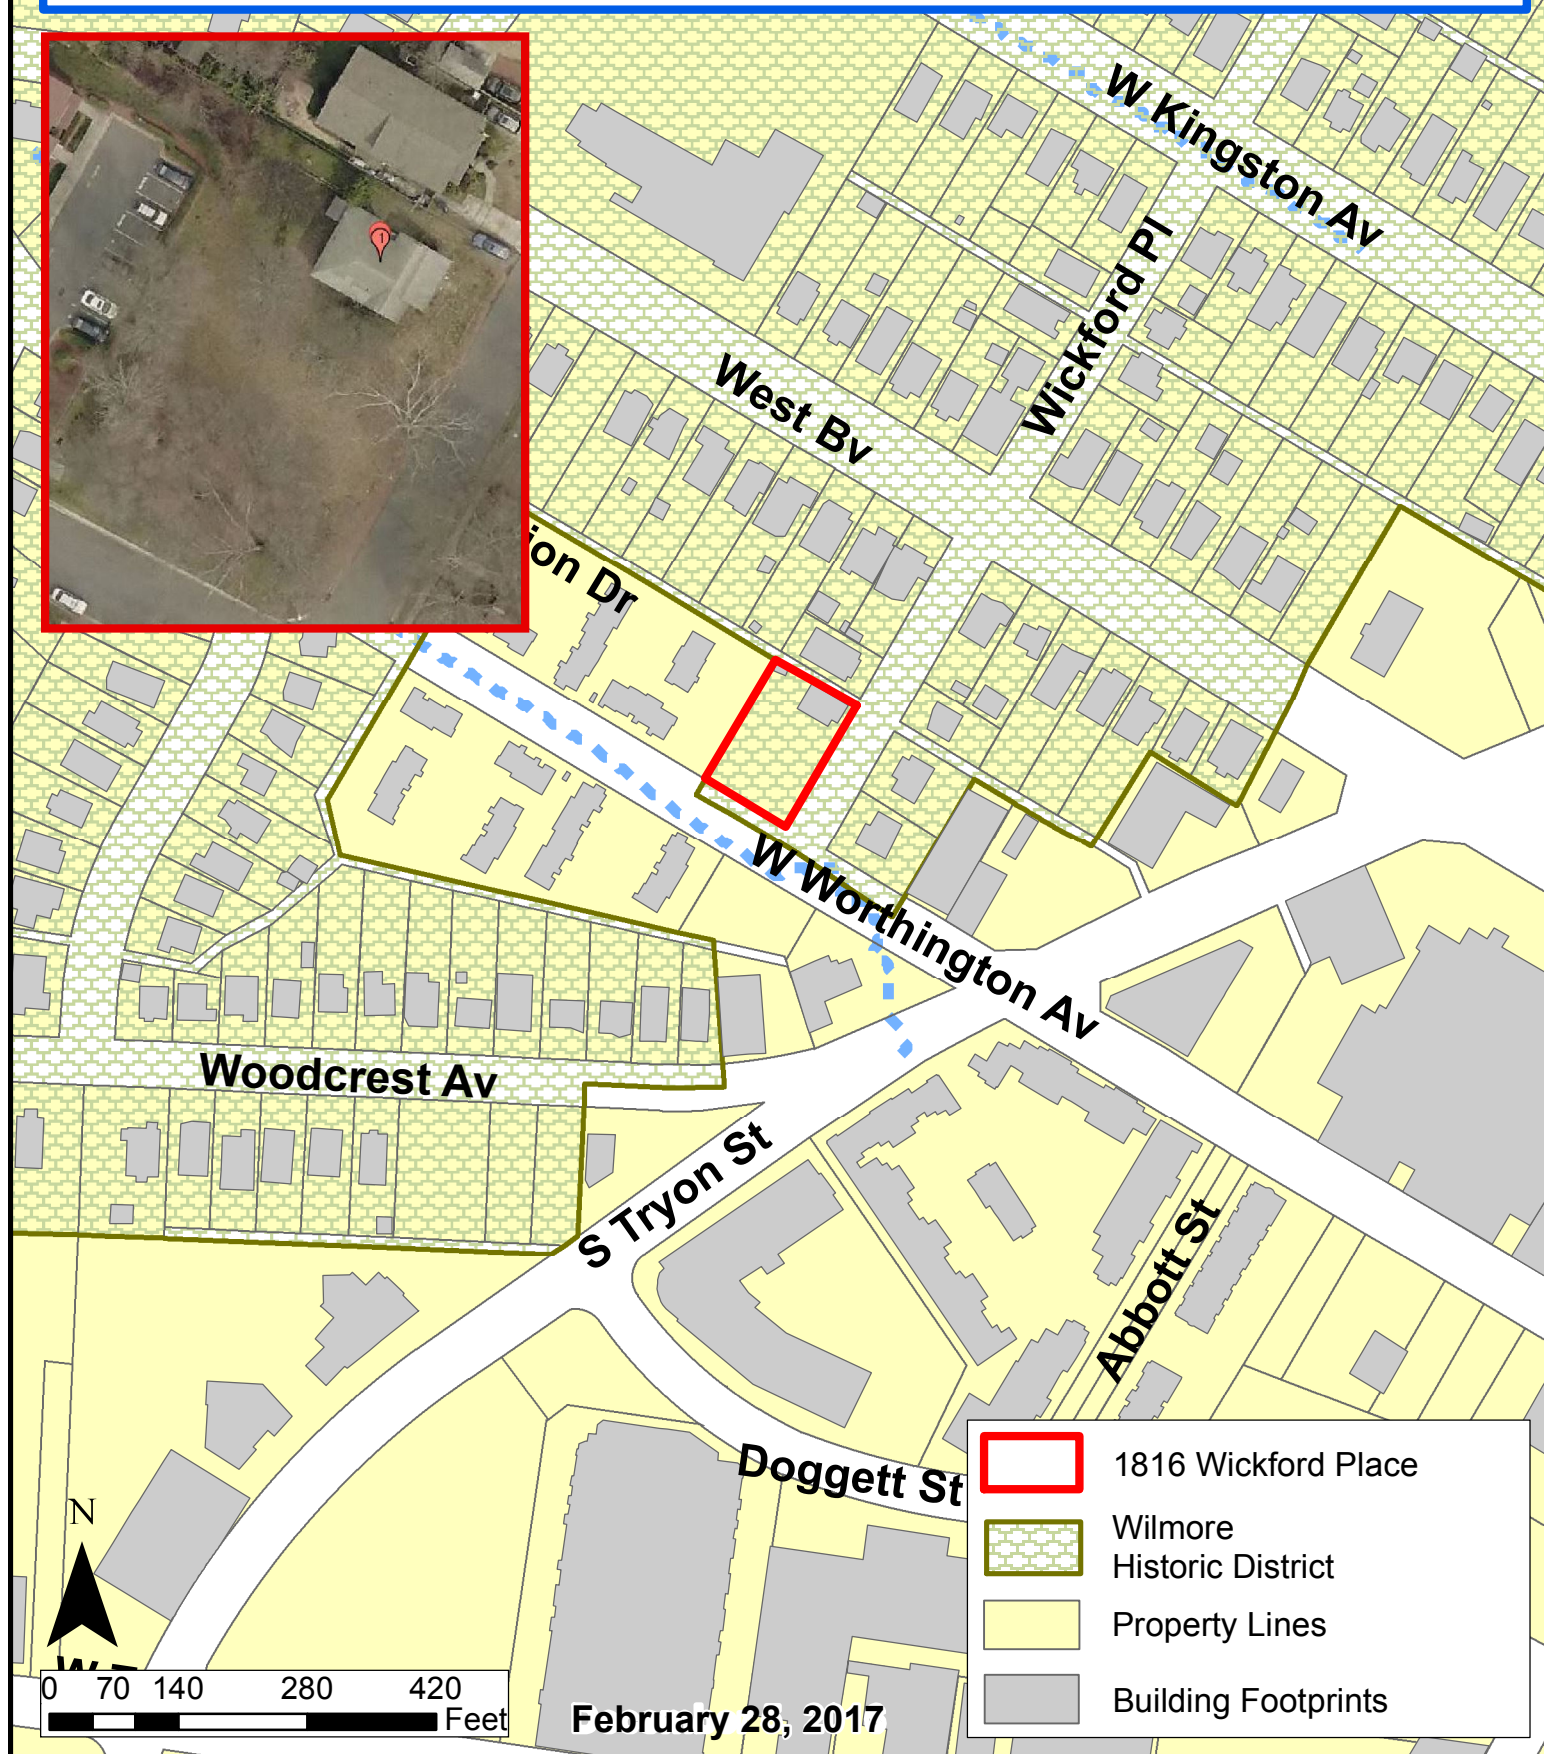 W Kingston Av
Wickford Pl
West Bv
ion Dr
W Worthington Av
Woodcrest Av
S Tryon St
Abbott St
Doggett St
1
1816 Wickford Place
Wilmore
Historic District
Property Lines
Building Footprints
N
0 70 140 280 420
Feet
February 28, 2017